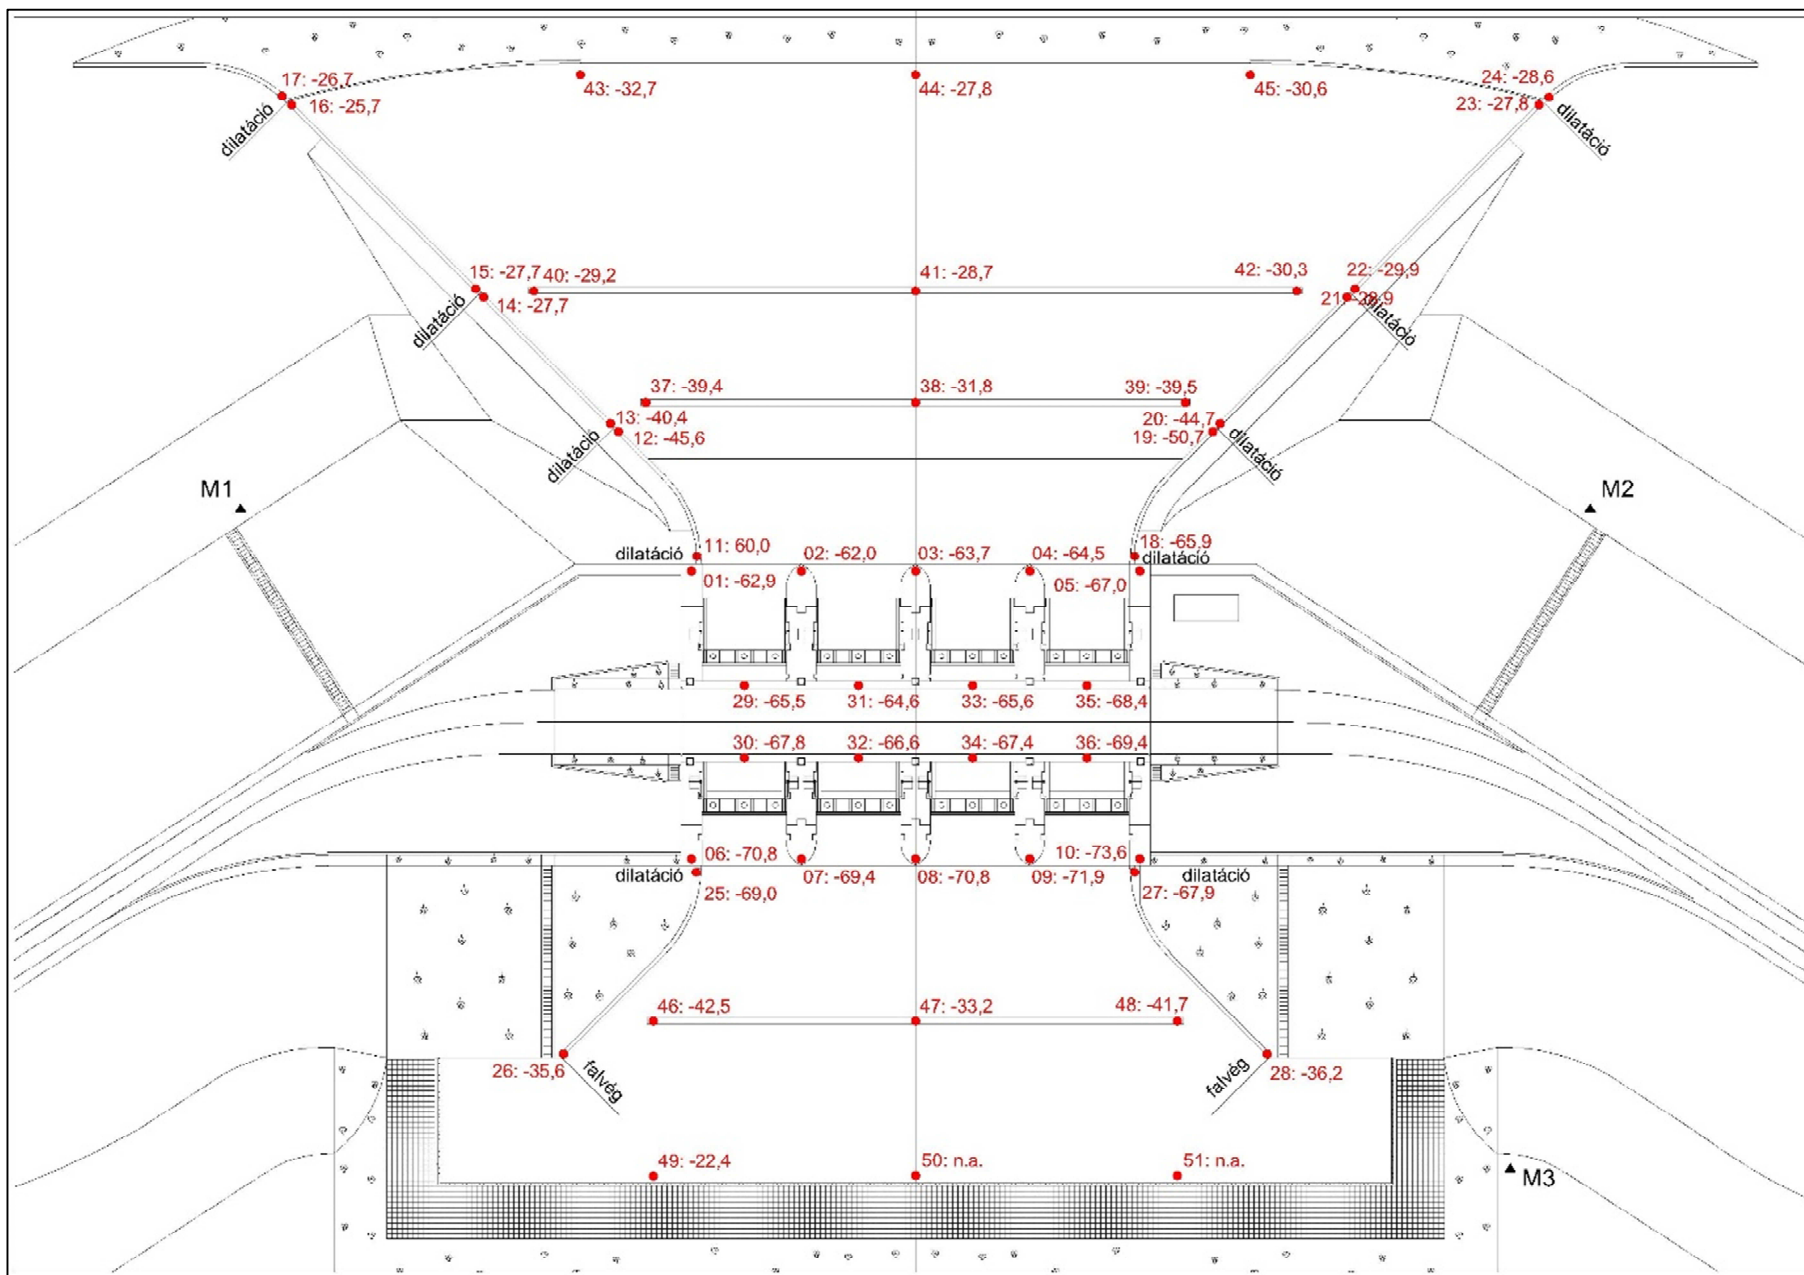 17: -26,7
16: -25,7
dilatáció
43: -32,7
44: -27,8
45: -30,6
24: -28,6
23: -27,8
dilatáció
15: -27,7
14: -27,7
dilatáció
40: -29,2
41: -28,7
42: -30,3
22: -29,9
21: -28,9
dilatáció
37: -39,4
38: -31,8
39: -39,5
13: -40,4
12: -45,6
dilatáció
20: -44,7
19: -50,7
dilatáció
M1
M2
dilatáció
11: 60,0
01: -62,9
02: -62,0
03: -63,7
04: -64,5
05: -67,0
18: -65,9
dilatáció
29: -65,5
31: -64,6
33: -65,6
35: -68,4
30: -67,8
32: -66,6
34: -67,4
36: -69,4
06: -70,8
dilatáció
25: -69,0
07: -69,4
08: -70,8
09: -71,9
10: -73,6
dilatáció
27: -67,9
46: -42,5
47: -33,2
48: -41,7
26: -35,6
falvég
falvég
28: -36,2
49: -22,4
50: n.a.
51: n.a.
M3